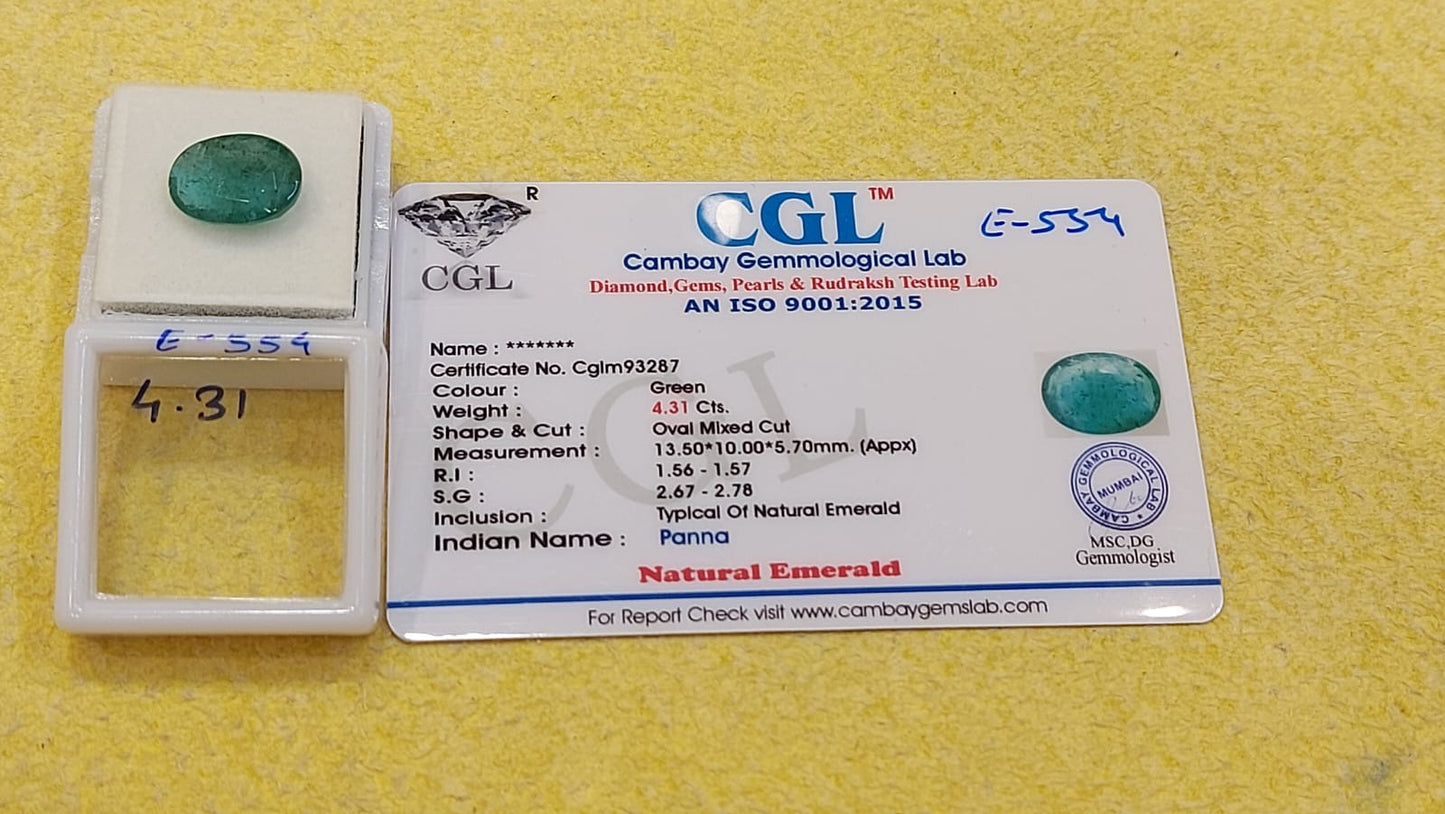 E-554
4.31
R
CGL
CGL™
E-554
Cambay Gemmological Lab
Diamond,Gems, Pearls & Rudraksh Testing Lab
AN ISO 9001:2015
Name : *******
Certificate No. Cglm93287
Colour : Green
Weight : 4.31 Cts.
Shape & Cut : Oval Mixed Cut
Measurement : 13.50*10.00*5.70mm. (Appx)
R.I : 1.56 - 1.57
S.G : 2.67 - 2.78
Inclusion : Typical Of Natural Emerald
Indian Name : Panna
Natural Emerald
CGL
CAMBAY GEMMOLOGICAL LAB
MUMBAI
MSC,DG
Gemmologist
For Report Check visit www.cambaygemslab.com